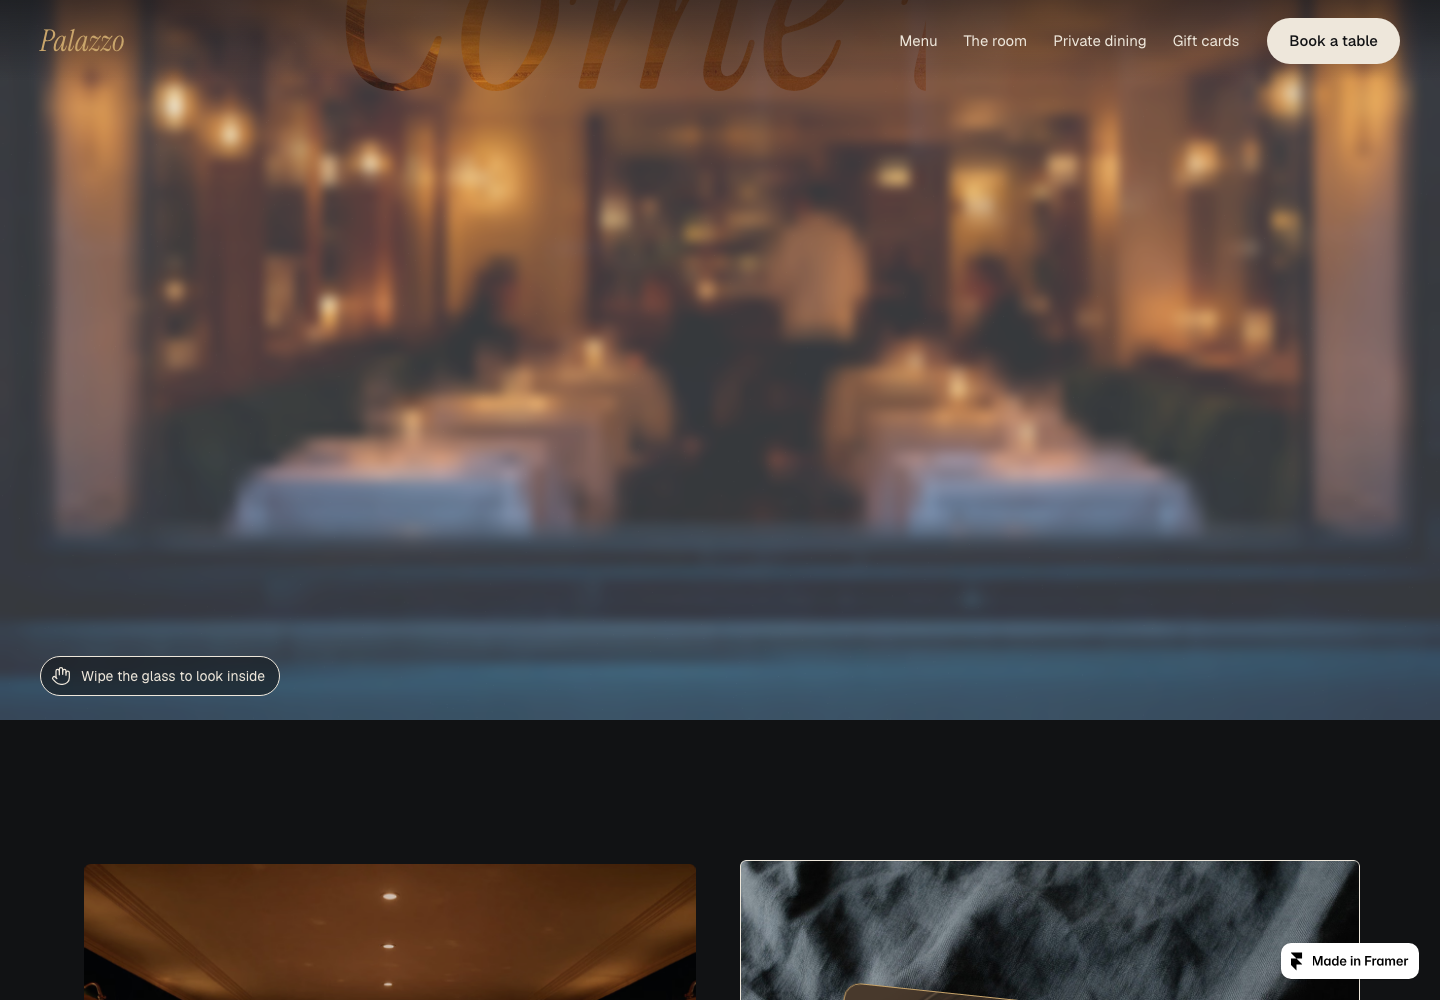 Come
Palazzo
Menu
The room
Private dining
Gift cards
Book a table
Wipe the glass to look inside
Made in Framer